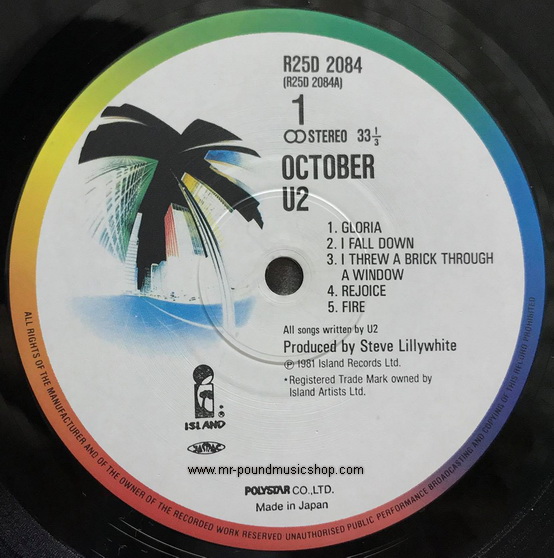 R25D 2084
(R25D 2084A)
1
STEREO 33 1/3
OCTOBER
U2
1. GLORIA
2. I FALL DOWN
3. I THREW A BRICK THROUGH
A WINDOW
4. REJOICE
5. FIRE
All songs written by U2
Produced by Steve Lillywhite
℗ 1981 Island Records Ltd.
•Registered Trade Mark owned by
Island Artists Ltd.
ISLAND
JASRAC
www.mr-poundmusicshop.com
POLYSTAR CO., LTD.
Made in Japan
ALL RIGHTS OF THE MANUFACTURER AND OF THE OWNER OF THE RECORDED WORK RESERVED UNAUTHORISED PUBLIC PERFORMANCE BROADCASTING AND COPYING OF THIS RECORD PROHIBITED